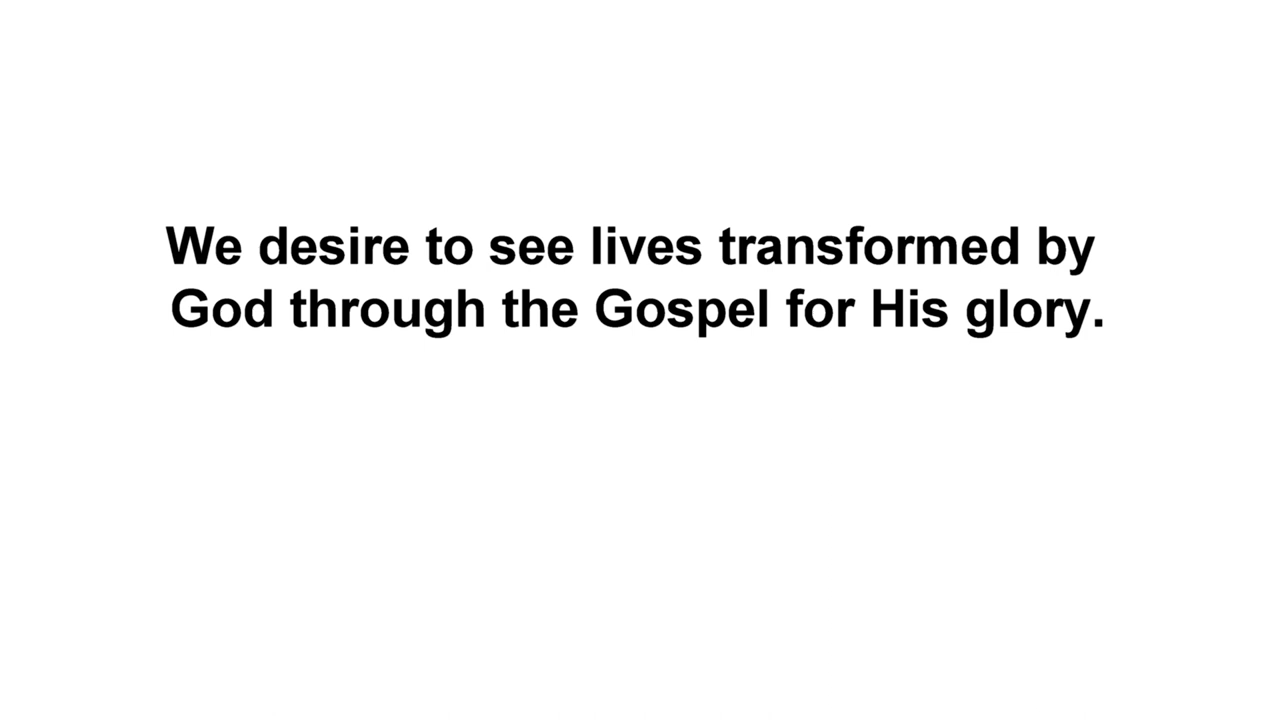 We desire to see lives transformed by
God through the Gospel for His glory.